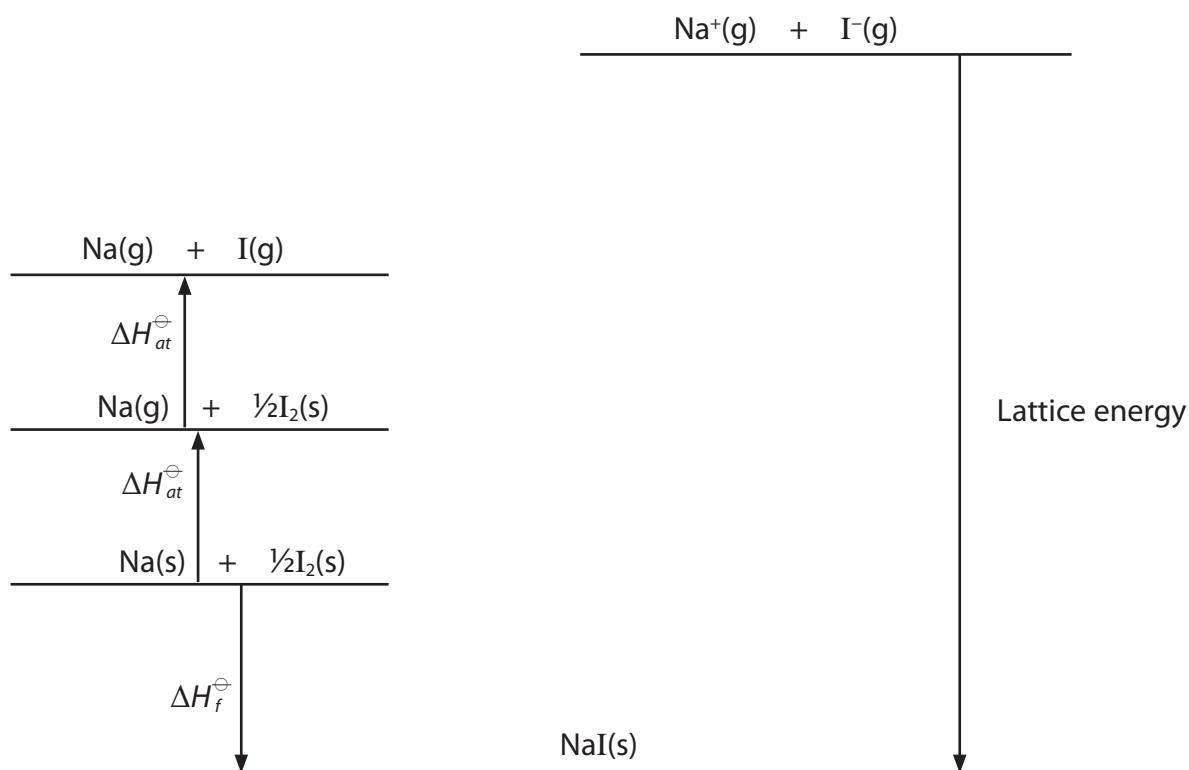 Na⁺(g) + I⁻(g)
Na(g) + I(g)
ΔH⦵at
Na(g) + ½I₂(s)
Lattice energy
ΔH⦵at
Na(s) + ½I₂(s)
ΔH⦵f
NaI(s)